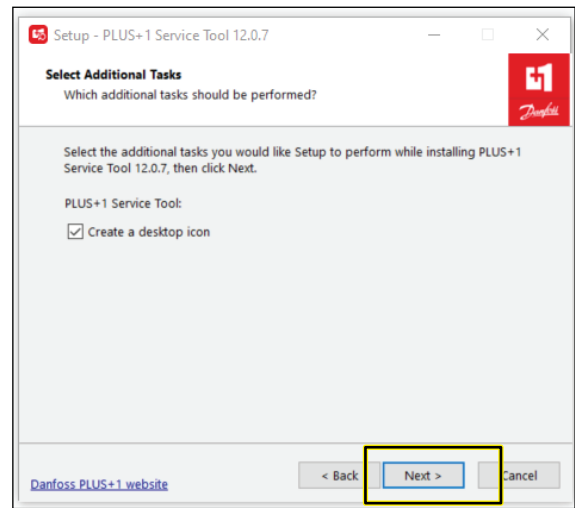 Setup - PLUS+1 Service Tool 12.0.7
Select Additional Tasks
Which additional tasks should be performed?
+1
Danfoss
Select the additional tasks you would like Setup to perform while installing PLUS+1
Service Tool 12.0.7, then click Next.
PLUS+1 Service Tool:
Create a desktop icon
< Back
Next >
Cancel
Danfoss PLUS+1 website